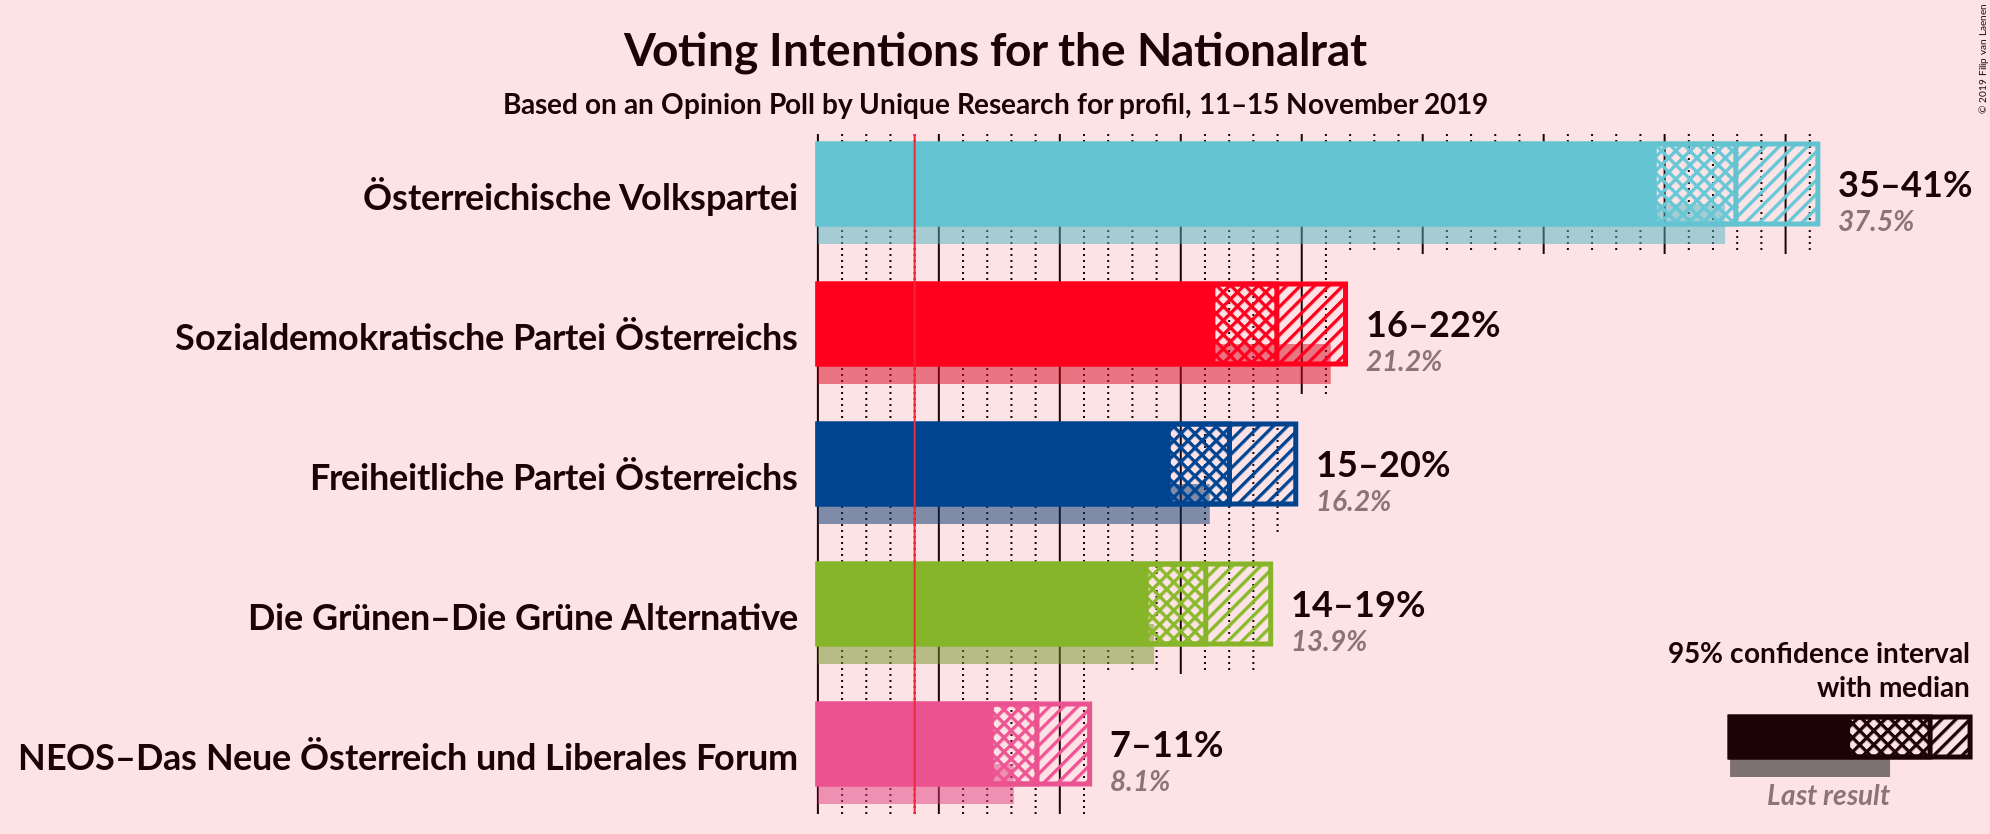 Voting Intentions for the Nationalrat
Based on an Opinion Poll by Unique Research for profil, 11–15 November 2019
© 2019 Filip van Laenen
Österreichische Volkspartei
35–41%
37.5%
Sozialdemokratische Partei Österreichs
16–22%
21.2%
Freiheitliche Partei Österreichs
15–20%
16.2%
Die Grünen–Die Grüne Alternative
14–19%
13.9%
NEOS–Das Neue Österreich und Liberales Forum
7–11%
8.1%
95% confidence interval
with median
Last result